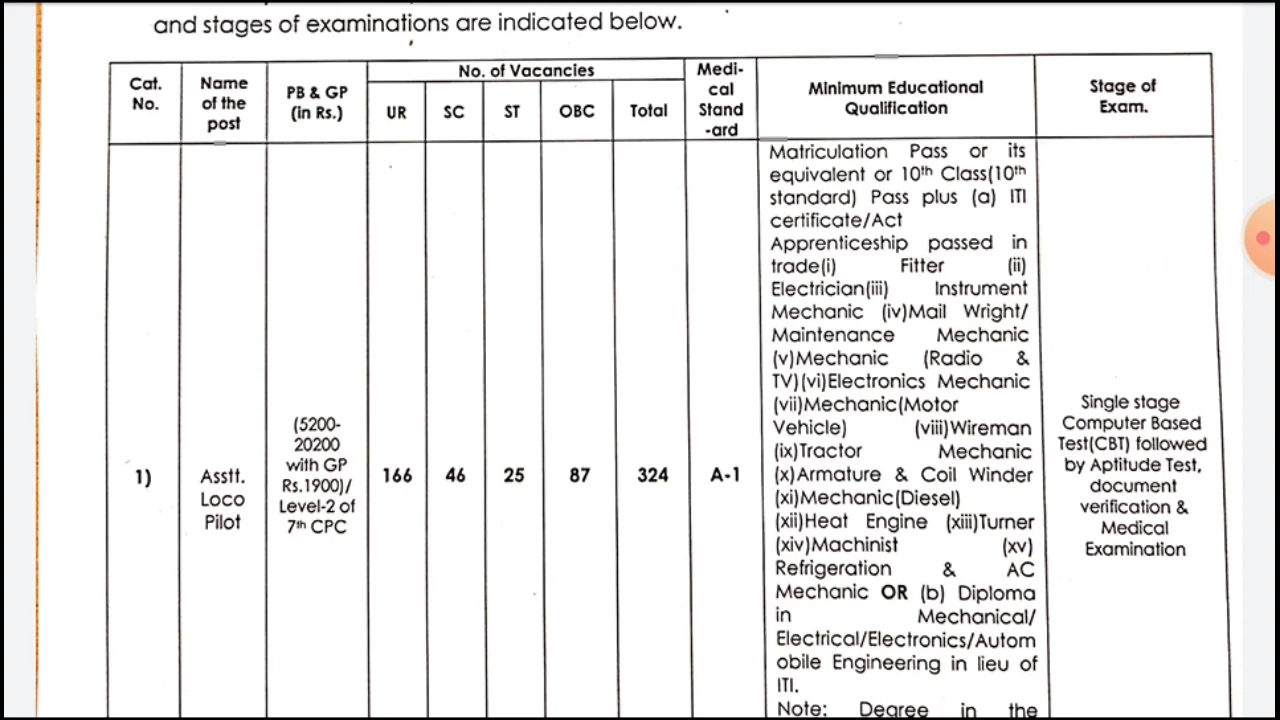 and stages of examinations are indicated below.
Cat.
No.
Name
of the
post
PB & GP
(in Rs.)
No. of Vacancies
UR
SC
ST
OBC
Total
Medi-
cal
Stand
-ard
Minimum Educational
Qualification
Stage of
Exam.
1)
Asstt.
Loco
Pilot
(5200-
20200
with GP
Rs.1900)/
Level-2 of
7th CPC
166
46
25
87
324
A-1
Matriculation Pass or its
equivalent or 10th Class(10th
standard) Pass plus (a) ITI
certificate/Act
Apprenticeship passed in
trade(i) Fitter (ii)
Electrician(iii) Instrument
Mechanic (iv)Mail Wright/
Maintenance Mechanic
(v)Mechanic (Radio &
TV)(vi)Electronics Mechanic
(vii)Mechanic(Motor
Vehicle) (viii)Wireman
(ix)Tractor Mechanic
(x)Armature & Coil Winder
(xi)Mechanic(Diesel)
(xii)Heat Engine (xiii)Turner
(xiv)Machinist (xv)
Refrigeration & AC
Mechanic OR (b) Diploma
in Mechanical/
Electrical/Electronics/Autom
obile Engineering in lieu of
ITI.
Note: Degree in the
Single stage
Computer Based
Test(CBT) followed
by Aptitude Test,
document
verification &
Medical
Examination